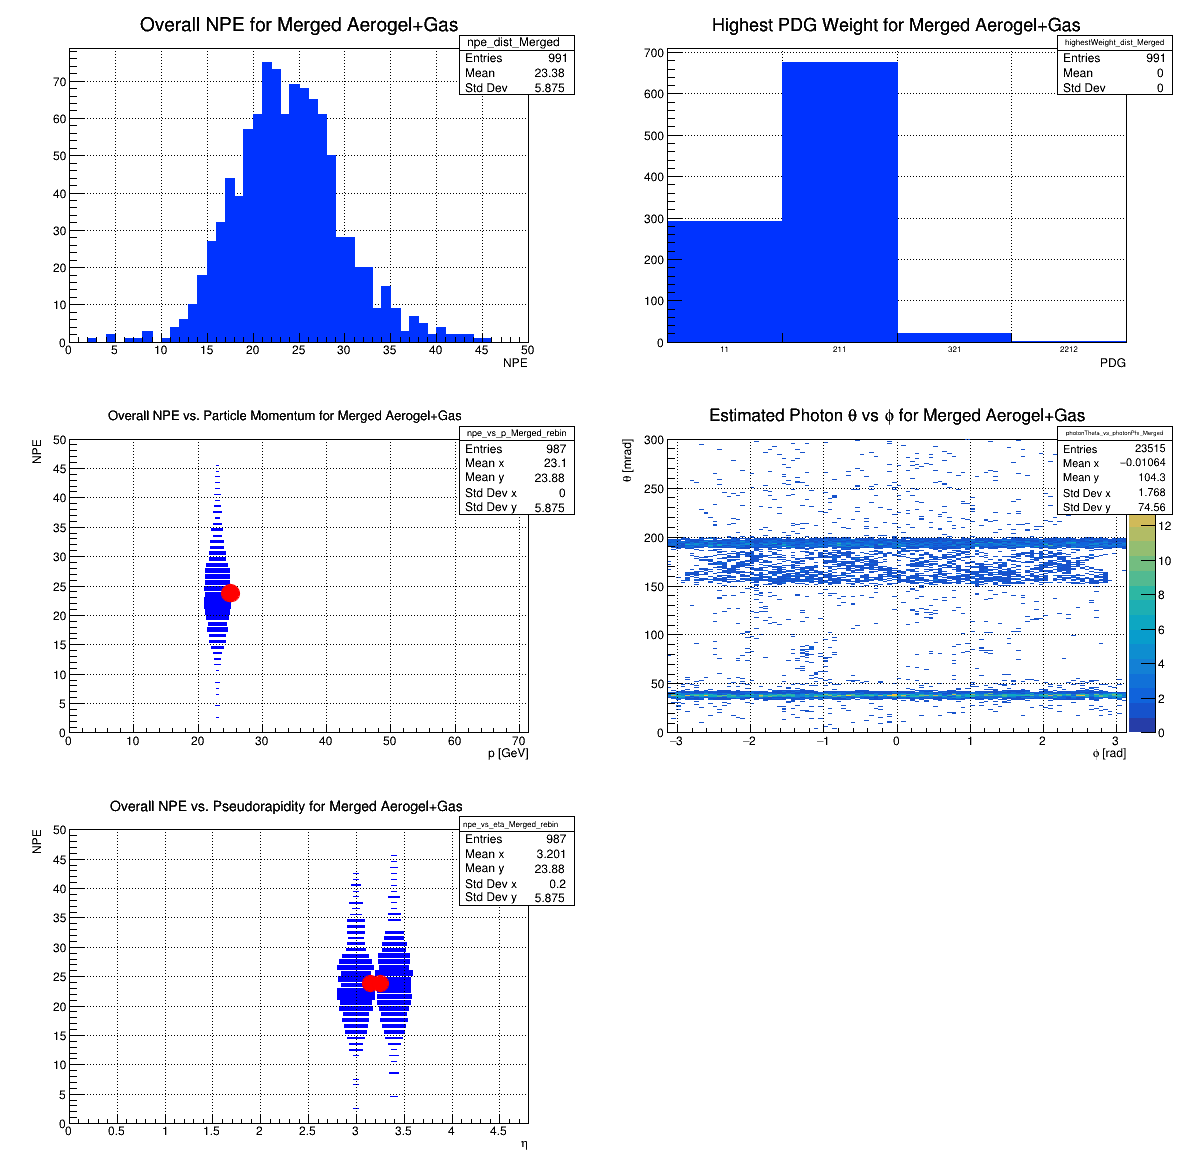 Overall NPE for Merged Aerogel+Gas
npe_dist_Merged
Entries 991
Mean 23.38
Std Dev 5.875
70
60
50
40
30
20
10
0
0 5 10 15 20 25 30 35 40 45 50
NPE
Highest PDG Weight for Merged Aerogel+Gas
highestWeight_dist_Merged
Entries 991
Mean 0
Std Dev 0
700
600
500
400
300
200
100
0
11 211 321 2212
PDG
Overall NPE vs. Particle Momentum for Merged Aerogel+Gas
npe_vs_p_Merged_rebin
Entries 987
Mean x 23.1
Mean y 23.88
Std Dev x 0
Std Dev y 5.875
NPE
50
45
40
35
30
25
20
15
10
5
0
0 10 20 30 40 50 60 70
p [GeV]
Estimated Photon θ vs ϕ for Merged Aerogel+Gas
photonTheta_vs_photonPhi_Merged
Entries 23515
Mean x −0.01064
Mean y 104.3
Std Dev x 1.768
Std Dev y 74.56
θ [mrad]
300
250
200
150
100
50
0
−3 −2 −1 0 1 2 3
ϕ [rad]
12
10
8
6
4
2
0
Overall NPE vs. Pseudorapidity for Merged Aerogel+Gas
npe_vs_eta_Merged_rebin
Entries 987
Mean x 3.201
Mean y 23.88
Std Dev x 0.2
Std Dev y 5.875
NPE
50
45
40
35
30
25
20
15
10
5
0
0 0.5 1 1.5 2 2.5 3 3.5 4 4.5
η